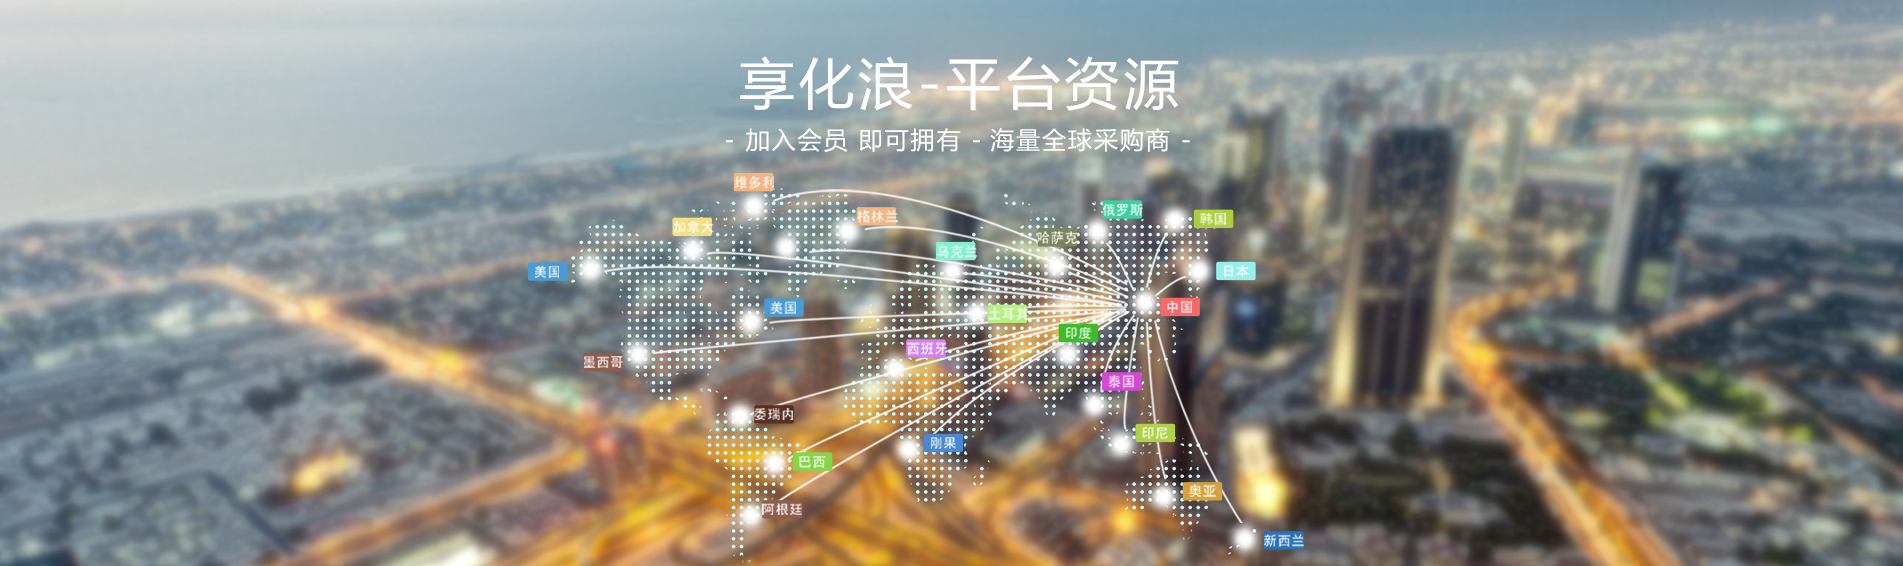 享化浪-平台资源
- 加入会员 即可拥有 - 海量全球采购商 -
维多利
加拿大
格林兰
俄罗斯
韩国
哈萨克
乌克兰
美国
日本
美国
中国
土耳其
印度
西班牙
墨西哥
泰国
委瑞内
印尼
刚果
巴西
奥亚
阿根廷
新西兰